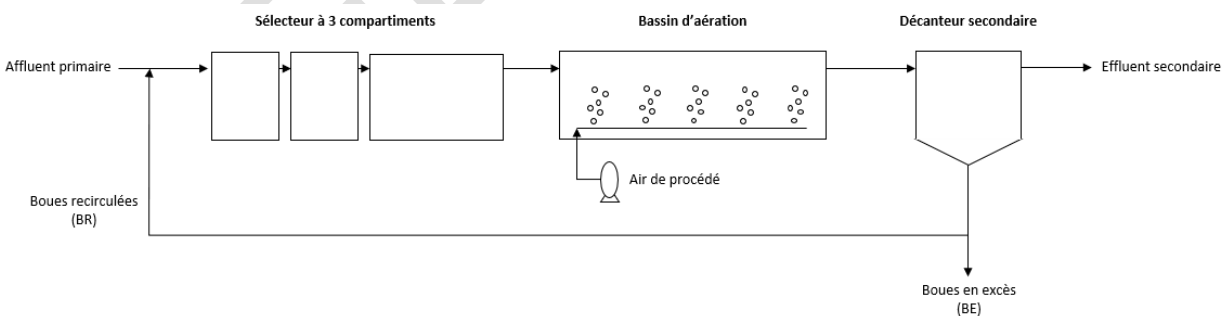 Sélecteur à 3 compartiments
Bassin d’aération
Décanteur secondaire
Affluent primaire
Effluent secondaire
Air de procédé
Boues recirculées
(BR)
Boues en excès
(BE)